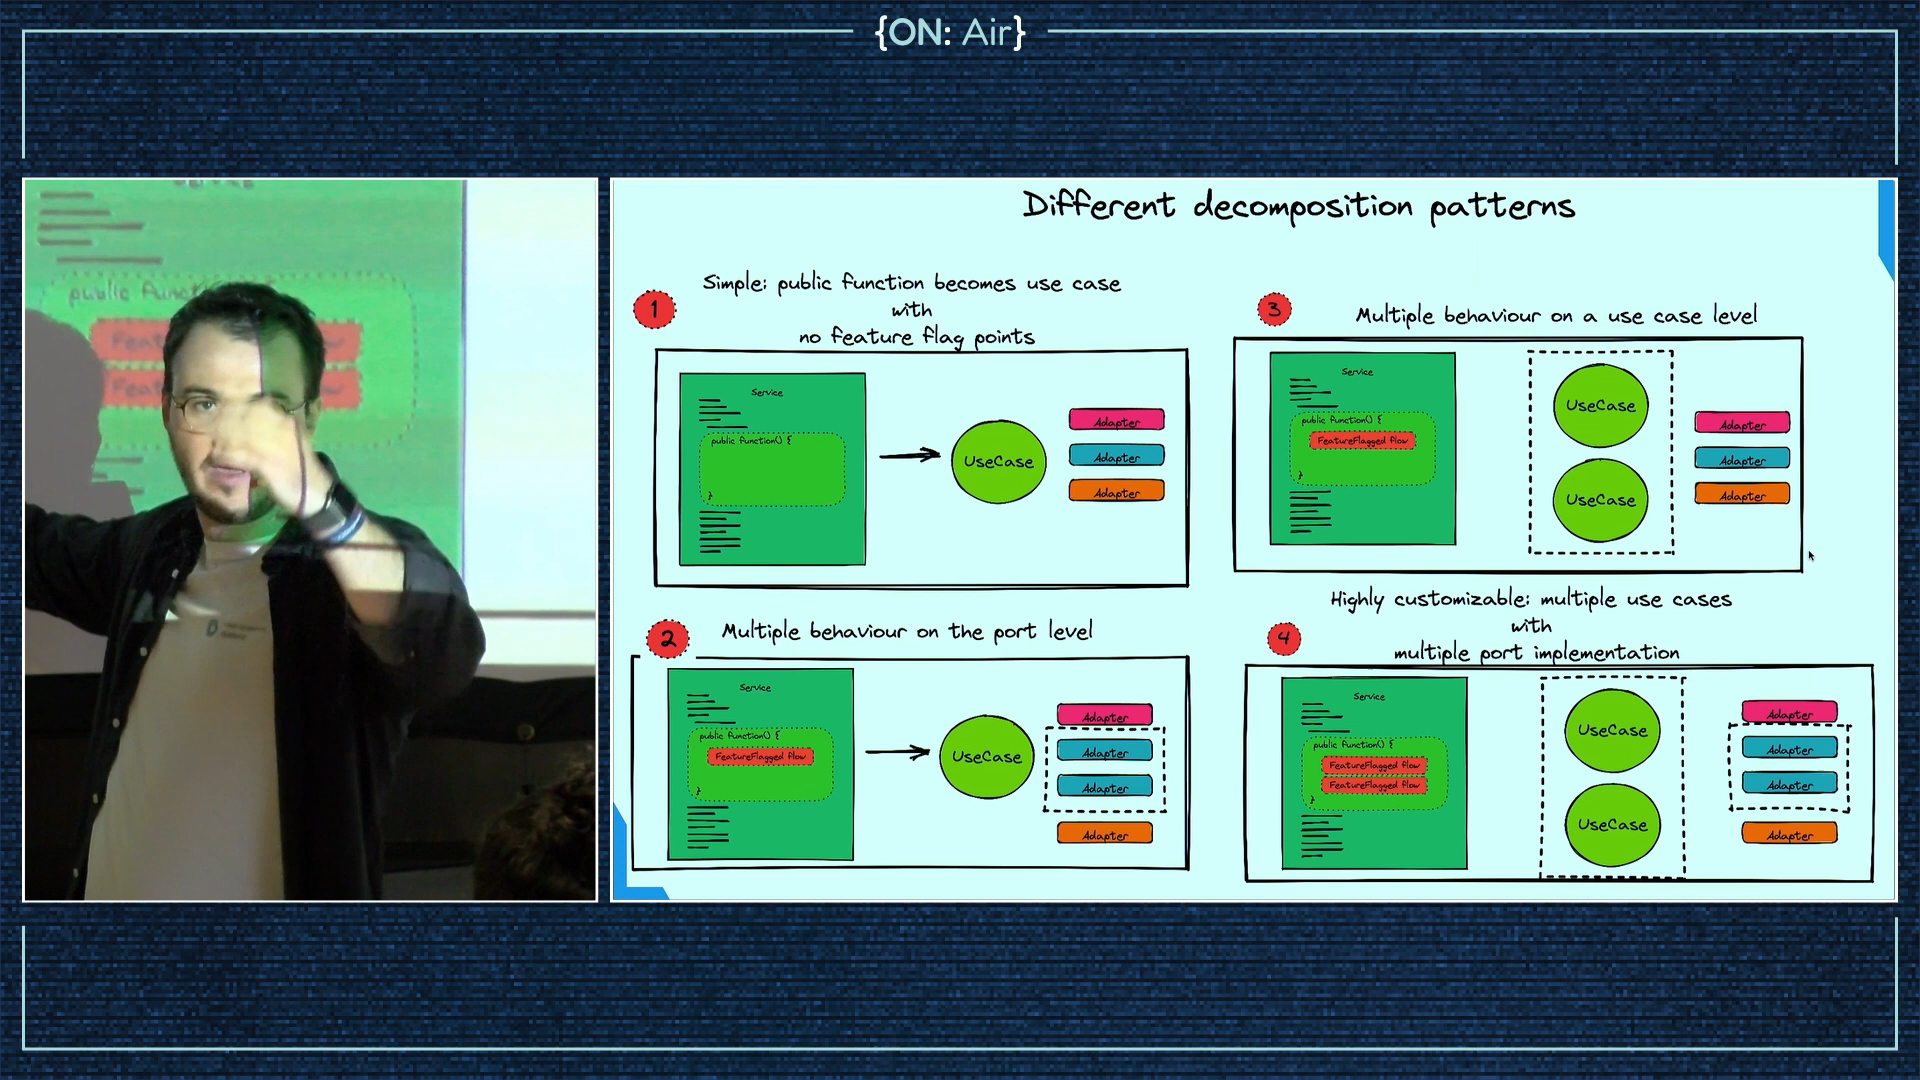 {ON: Air}
public funct
Feat
w
Feat
w
Different decomposition patterns
1
Simple: public function becomes use case
with
no feature flag points
Service
public function() {
}
UseCase
Adapter
Adapter
Adapter
2
Multiple behaviour on the port level
Service
public function() {
FeatureFlagged flow
}
UseCase
Adapter
Adapter
Adapter
Adapter
3
Multiple behaviour on a use case level
Service
public function() {
FeatureFlagged flow
}
UseCase
UseCase
Adapter
Adapter
Adapter
4
Highly customizable: multiple use cases
with
multiple port implementation
Service
public function() {
FeatureFlagged flow
FeatureFlagged flow
}
UseCase
UseCase
Adapter
Adapter
Adapter
Adapter